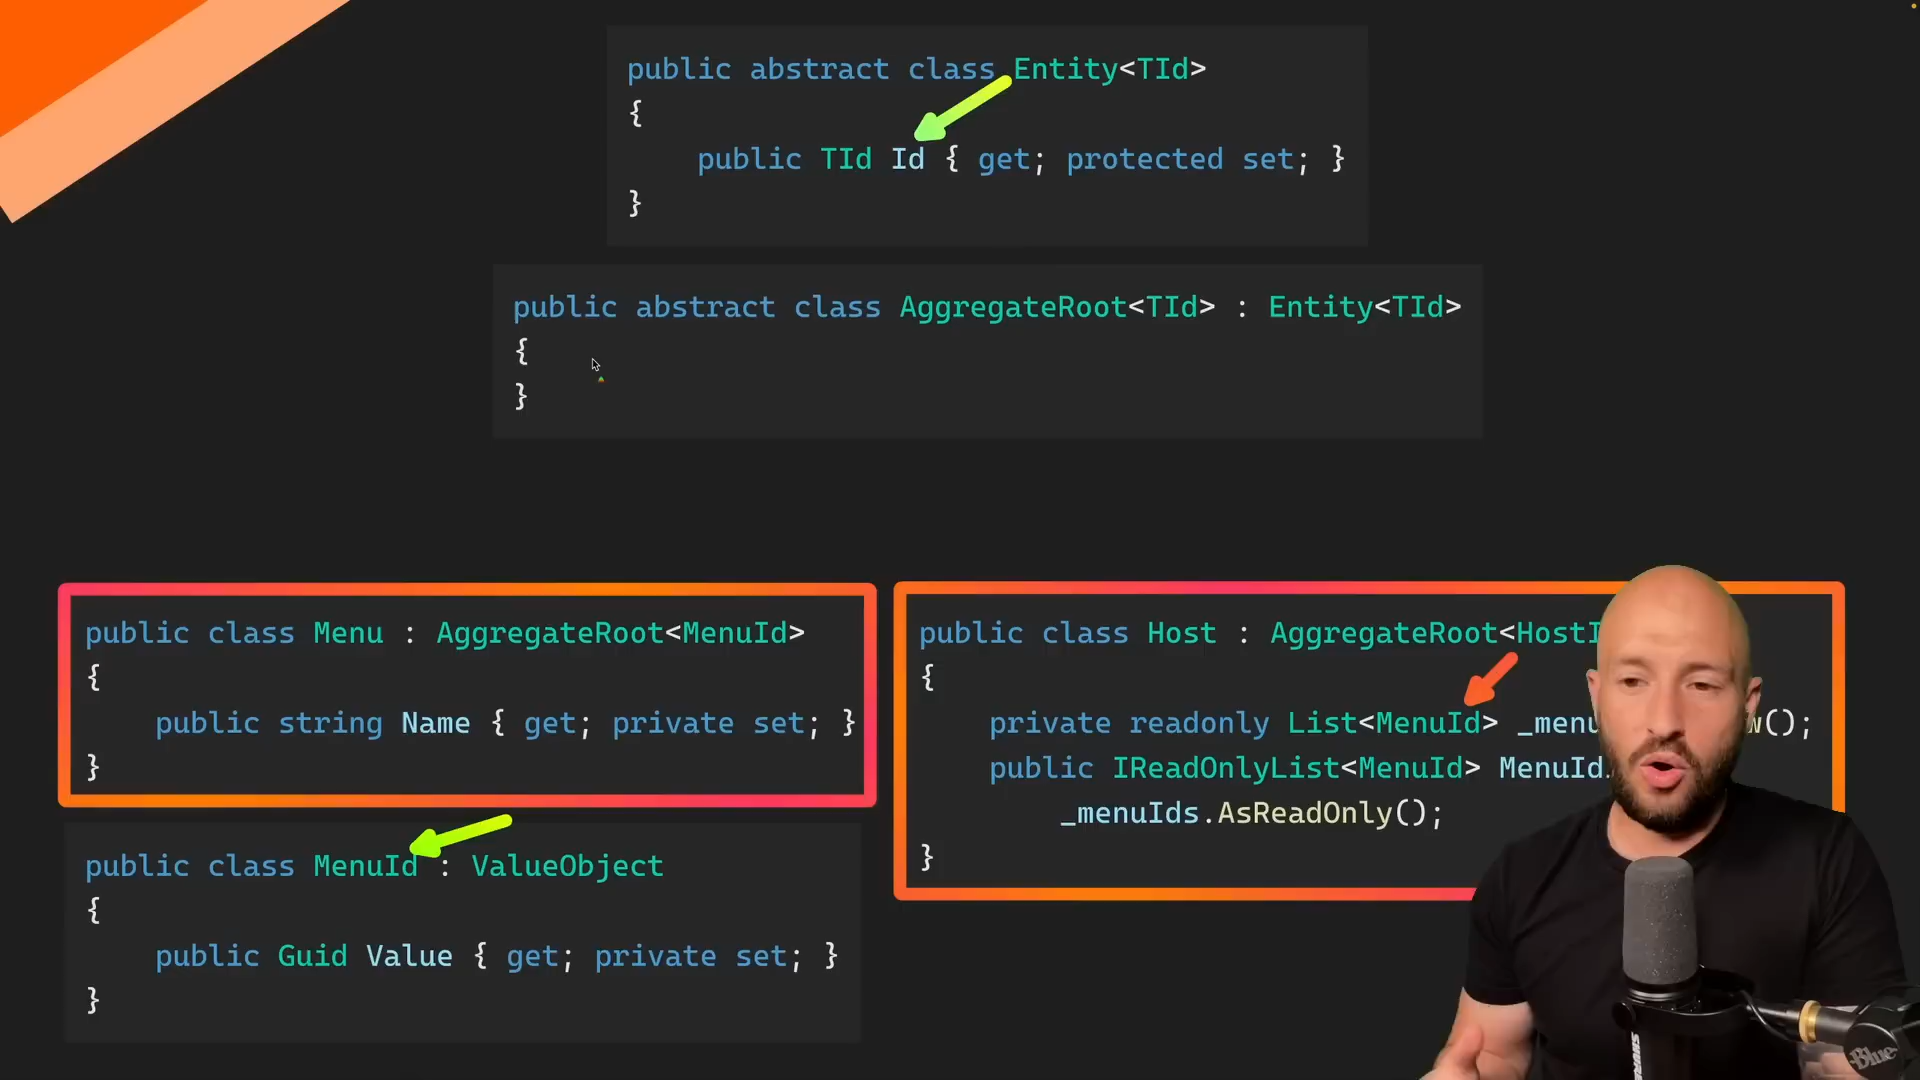 public abstract class Entity<TId>
{
public TId Id { get; protected set; }
}
public abstract class AggregateRoot<TId> : Entity<TId>
{
}
public class Menu : AggregateRoot<MenuId>
{
public string Name { get; private set; }
}
public class MenuId : ValueObject
{
public Guid Value { get; private set; }
}
public class Host : AggregateRoot<HostI
{
private readonly List<MenuId> _menu w();
public IReadOnlyList<MenuId> MenuId
_menuIds.AsReadOnly();
}
SHURE
Blue